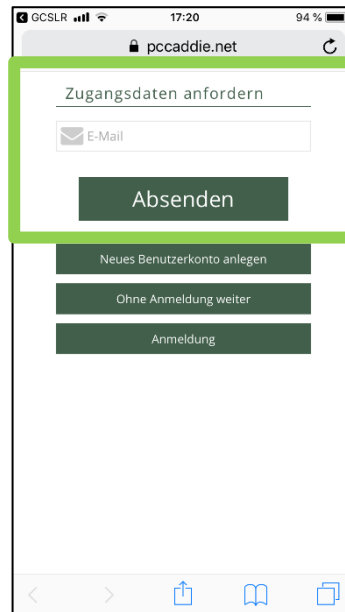 GCSLR 17:20 94 %
pccaddie.net
Zugangsdaten anfordern
E-Mail
Absenden
Neues Benutzerkonto anlegen
Ohne Anmeldung weiter
Anmeldung